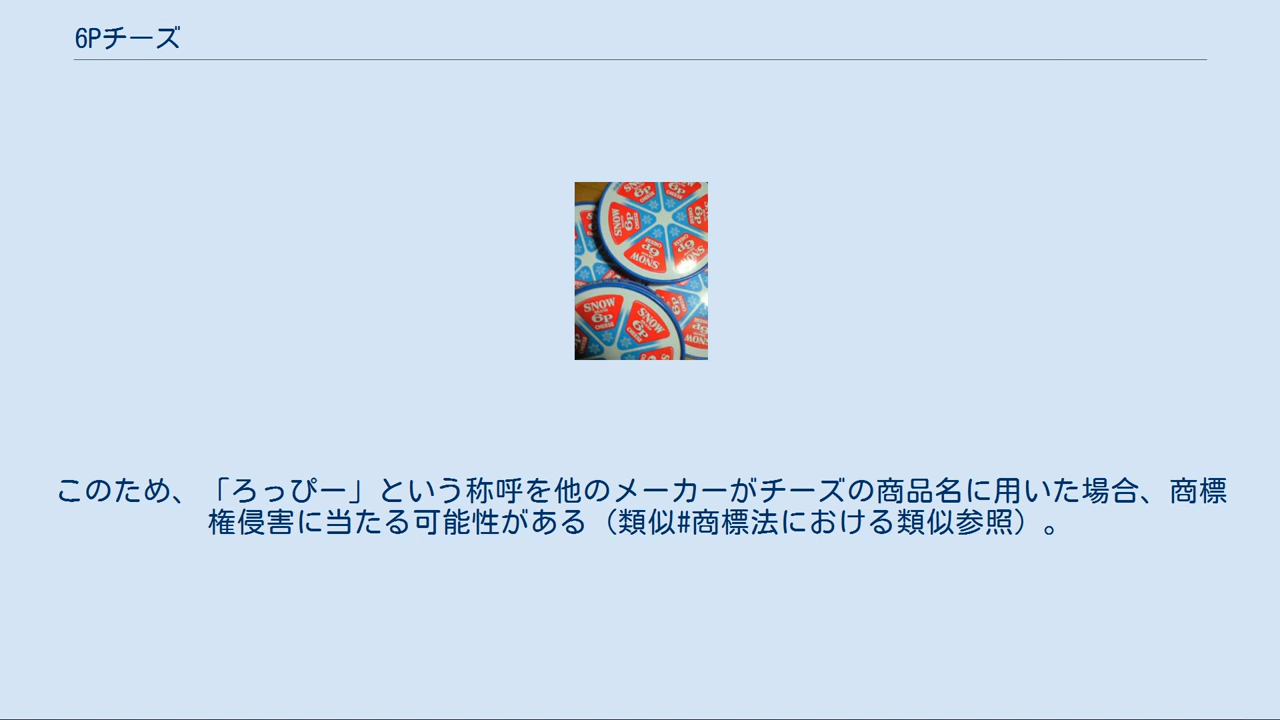 6Pチーズ
SNOW
6P
CHEESE
SNOW
6P
CHEESE
このため、「ろっぴー」という称呼を他のメーカーがチーズの商品名に用いた場合、商標
権侵害に当たる可能性がある（類似#商標法における類似参照）。